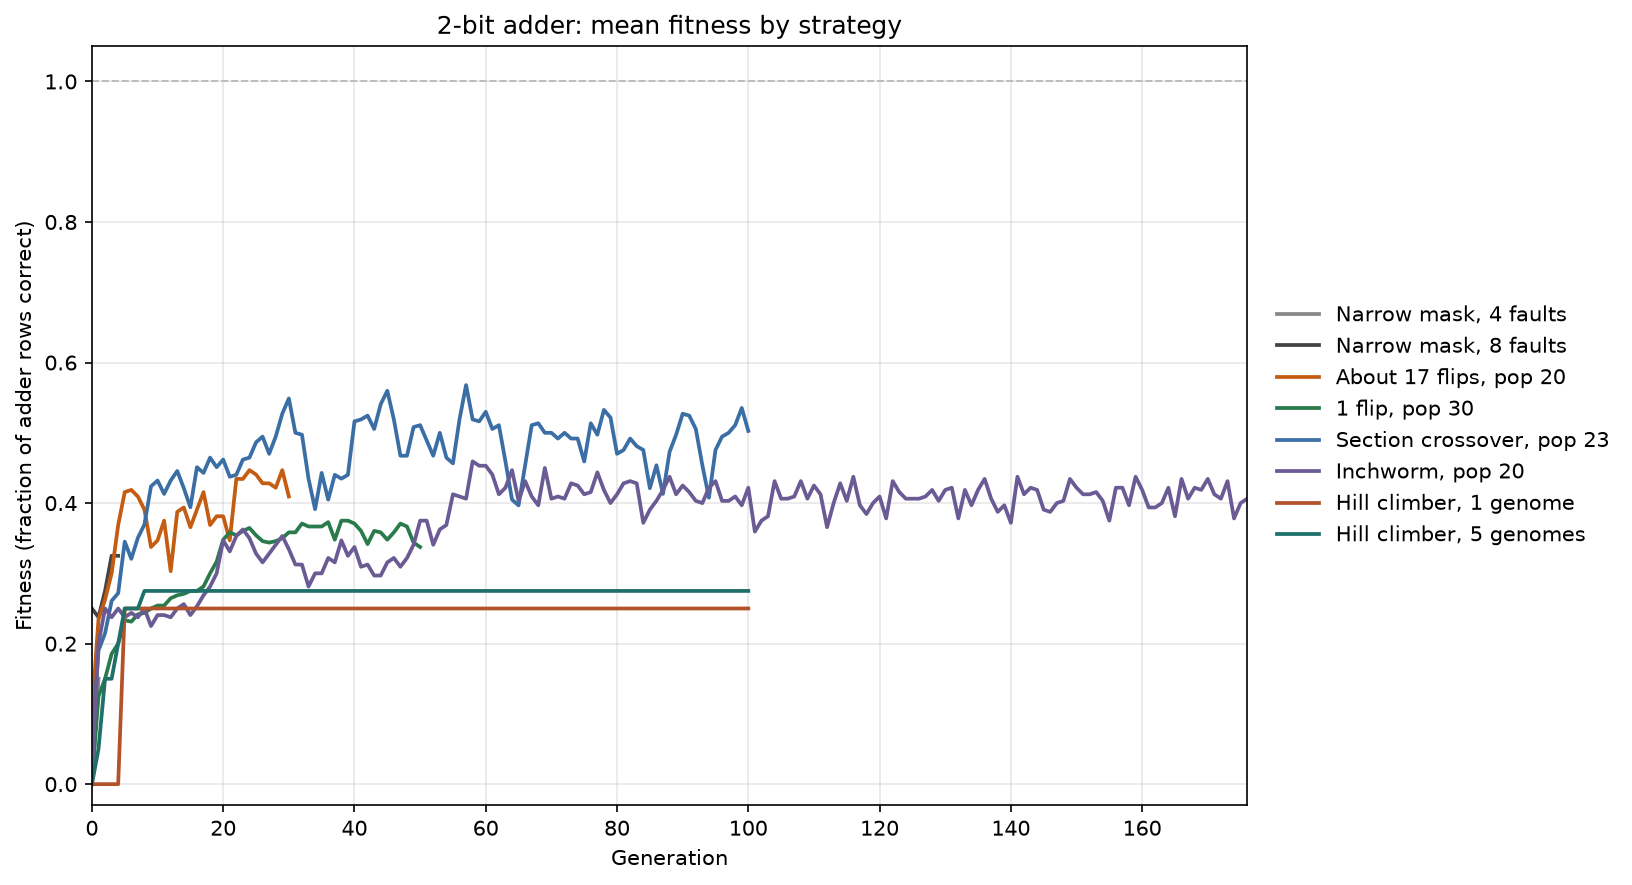 2-bit adder: mean fitness by strategy
Fitness (fraction of adder rows correct)
1.0
0.8
0.6
0.4
0.2
0.0
0 20 40 60 80 100 120 140 160
Generation
Narrow mask, 4 faults
Narrow mask, 8 faults
About 17 flips, pop 20
1 flip, pop 30
Section crossover, pop 23
Inchworm, pop 20
Hill climber, 1 genome
Hill climber, 5 genomes